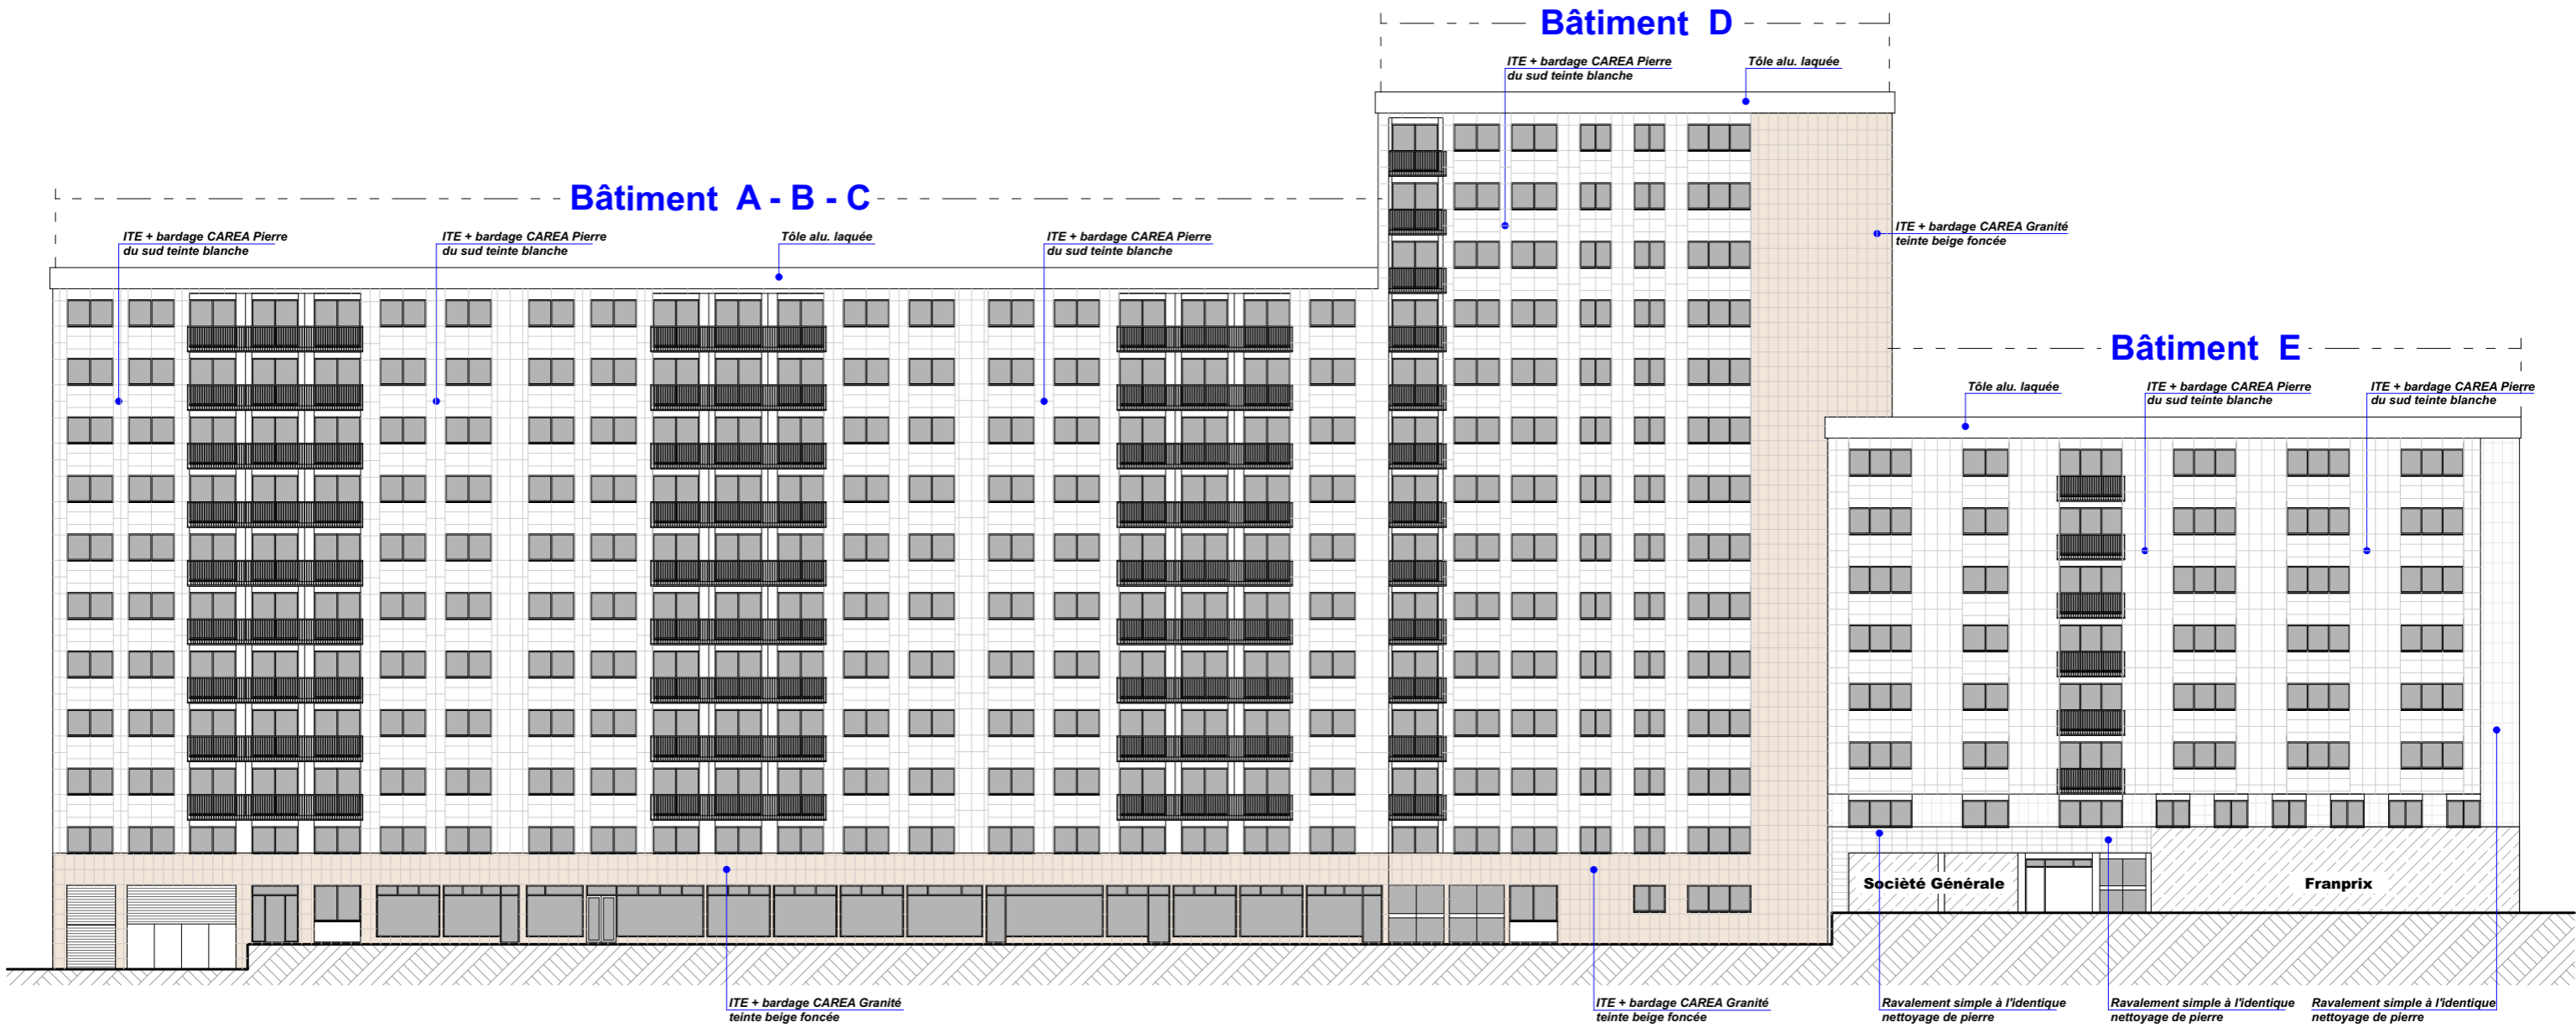 Bâtiment D
ITE + bardage CAREA Pierre
du sud teinte blanche
Tôle alu. laquée
Bâtiment A - B - C
ITE + bardage CAREA Pierre
du sud teinte blanche
ITE + bardage CAREA Pierre
du sud teinte blanche
Tôle alu. laquée
ITE + bardage CAREA Pierre
du sud teinte blanche
ITE + bardage CAREA Granité
teinte beige foncée
Bâtiment E
Tôle alu. laquée
ITE + bardage CAREA Pierre
du sud teinte blanche
ITE + bardage CAREA Pierre
du sud teinte blanche
Socièté Générale
Franprix
ITE + bardage CAREA Granité
teinte beige foncée
ITE + bardage CAREA Granité
teinte beige foncée
Ravalement simple à l'identique
nettoyage de pierre
Ravalement simple à l'identique
nettoyage de pierre
Ravalement simple à l'identique
nettoyage de pierre